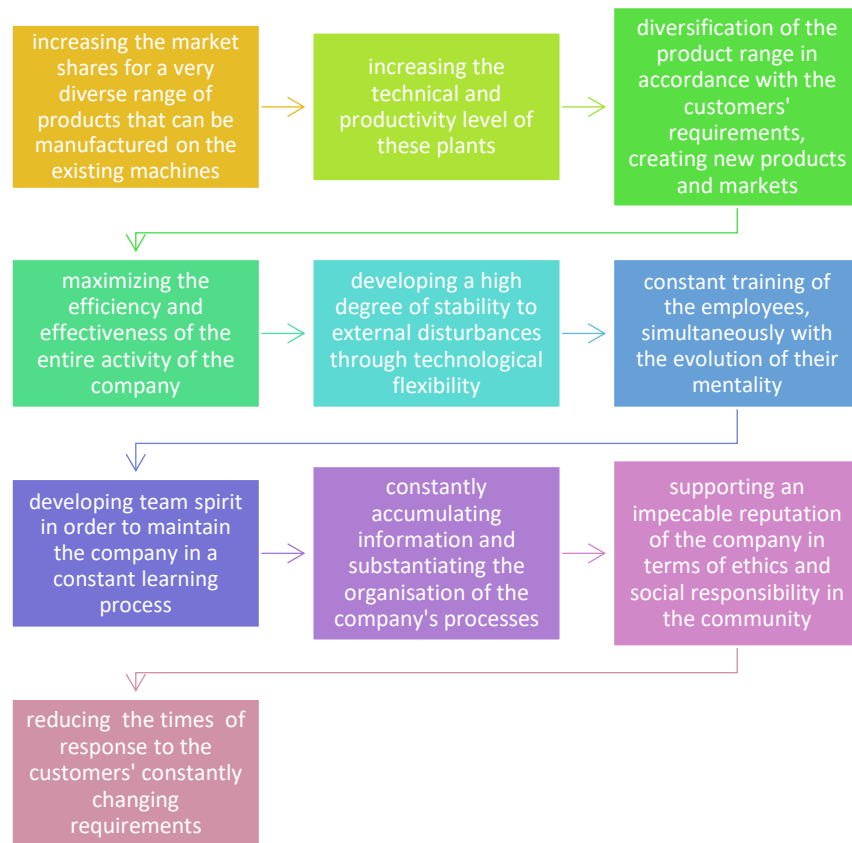 increasing the market
shares for a very
diverse range of
products that can be
manufactured on the
existing machines
increasing the
technical and
productivity level of
these plants
diversification of the
product range in
accordance with the
customers'
requirements,
creating new products
and markets
maximizing the
efficiency and
effectiveness of the
entire activity of the
company
developing a high
degree of stability to
external disturbances
through technological
flexibility
constant training of
the employees,
simultaneously with
the evolution of their
mentality
developing team spirit
in order to maintain
the company in a
constant learning
process
constantly
accumulating
information and
substantiating the
organisation of the
company's processes
supporting an
impecable reputation
of the company in
terms of ethics and
social responsibility in
the community
reducing the times of
response to the
customers' constantly
changing
requirements